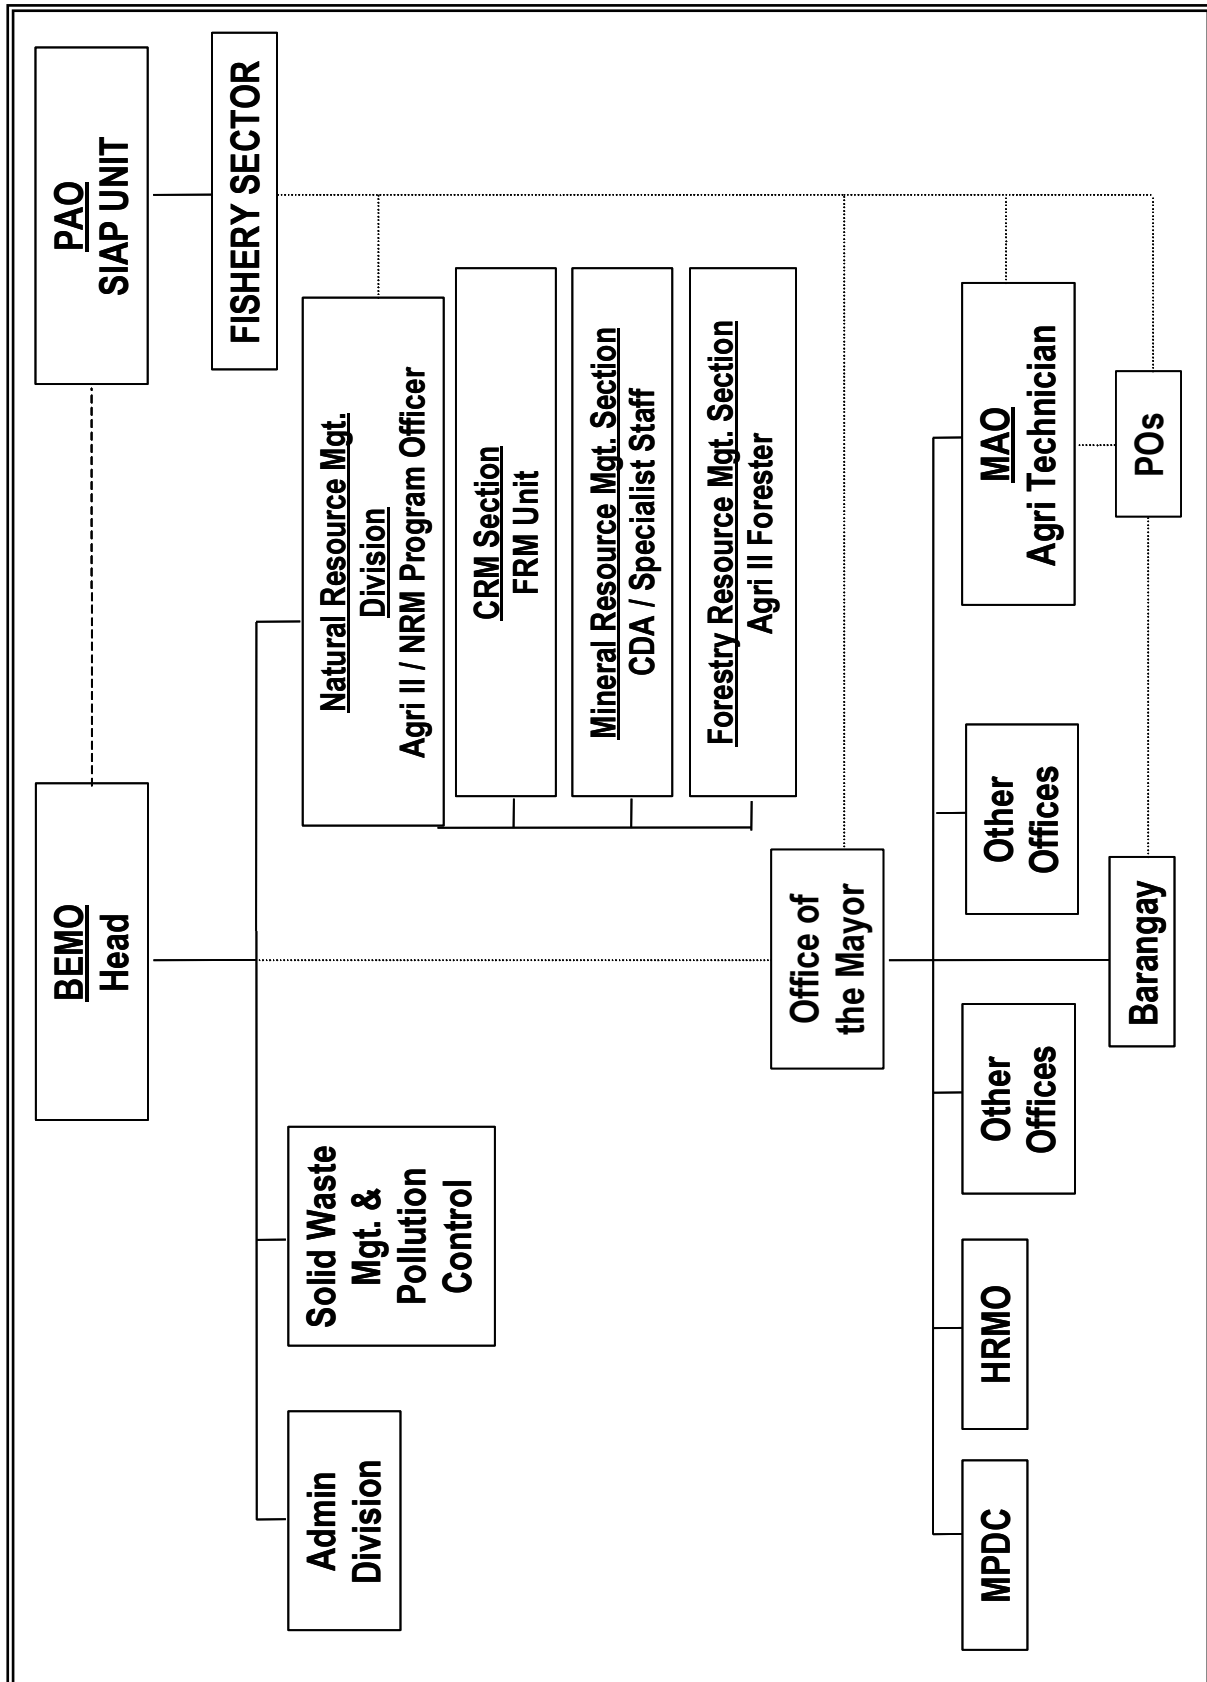 BEMO
Head
PAO
SIAP UNIT
FISHERY SECTOR
Admin
Division
Solid Waste
Mgt. &
Pollution
Control
Natural Resource Mgt.
Division
Agri II / NRM Program Officer
CRM Section
FRM Unit
Mineral Resource Mgt. Section
CDA / Specialist Staff
Forestry Resource Mgt. Section
Agri II Forester
Office of
the Mayor
MPDC
HRMO
Other
Offices
Other
Offices
MAO
Agri Technician
Barangay
POs